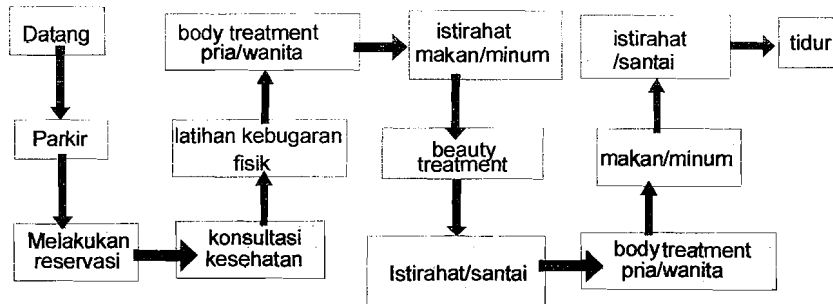 Datang
Parkir
Melakukan
reservasi
konsultasi
kesehatan
latihan kebugaran
fisik
body treatment
pria/wanita
istirahat
makan/minum
beauty
treatment
Istirahat/santai
body treatment
pria/wanita
makan/minum
istirahat
/santai
tidur